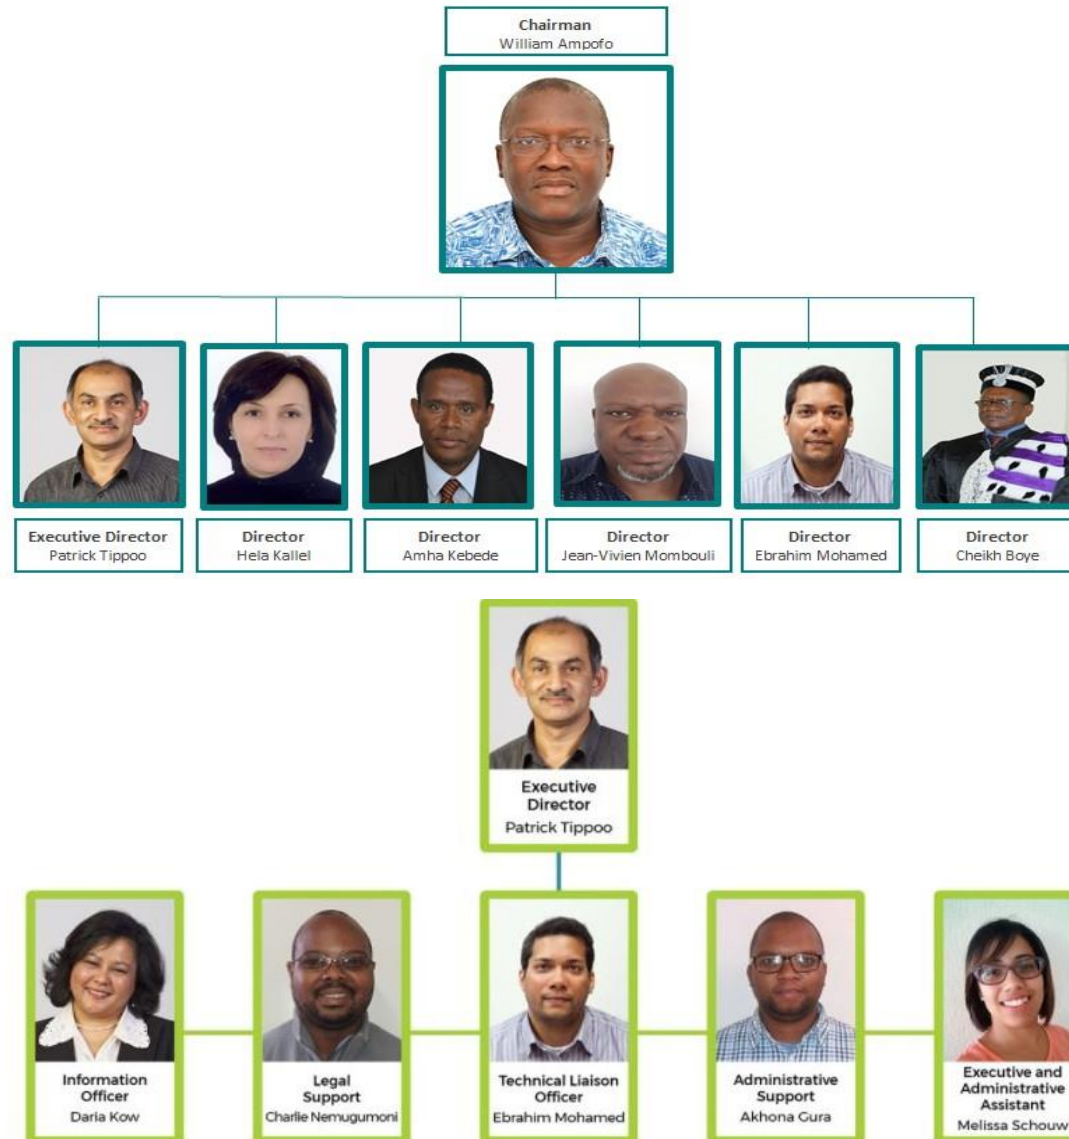 Chairman
William Ampofo
Executive Director
Patrick Tippoo
Director
Hela Kallel
Director
Amha Kebede
Director
Jean-Vivien Mombouli
Director
Ebrahim Mohamed
Director
Cheikh Boye
Executive
Director
Patrick Tippoo
Information
Officer
Daria Kow
Legal
Support
Charlie Nemugumoni
Technical Liaison
Officer
Ebrahim Mohamed
Administrative
Support
Akhona Gura
Executive and
Administrative
Assistant
Melissa Schouw